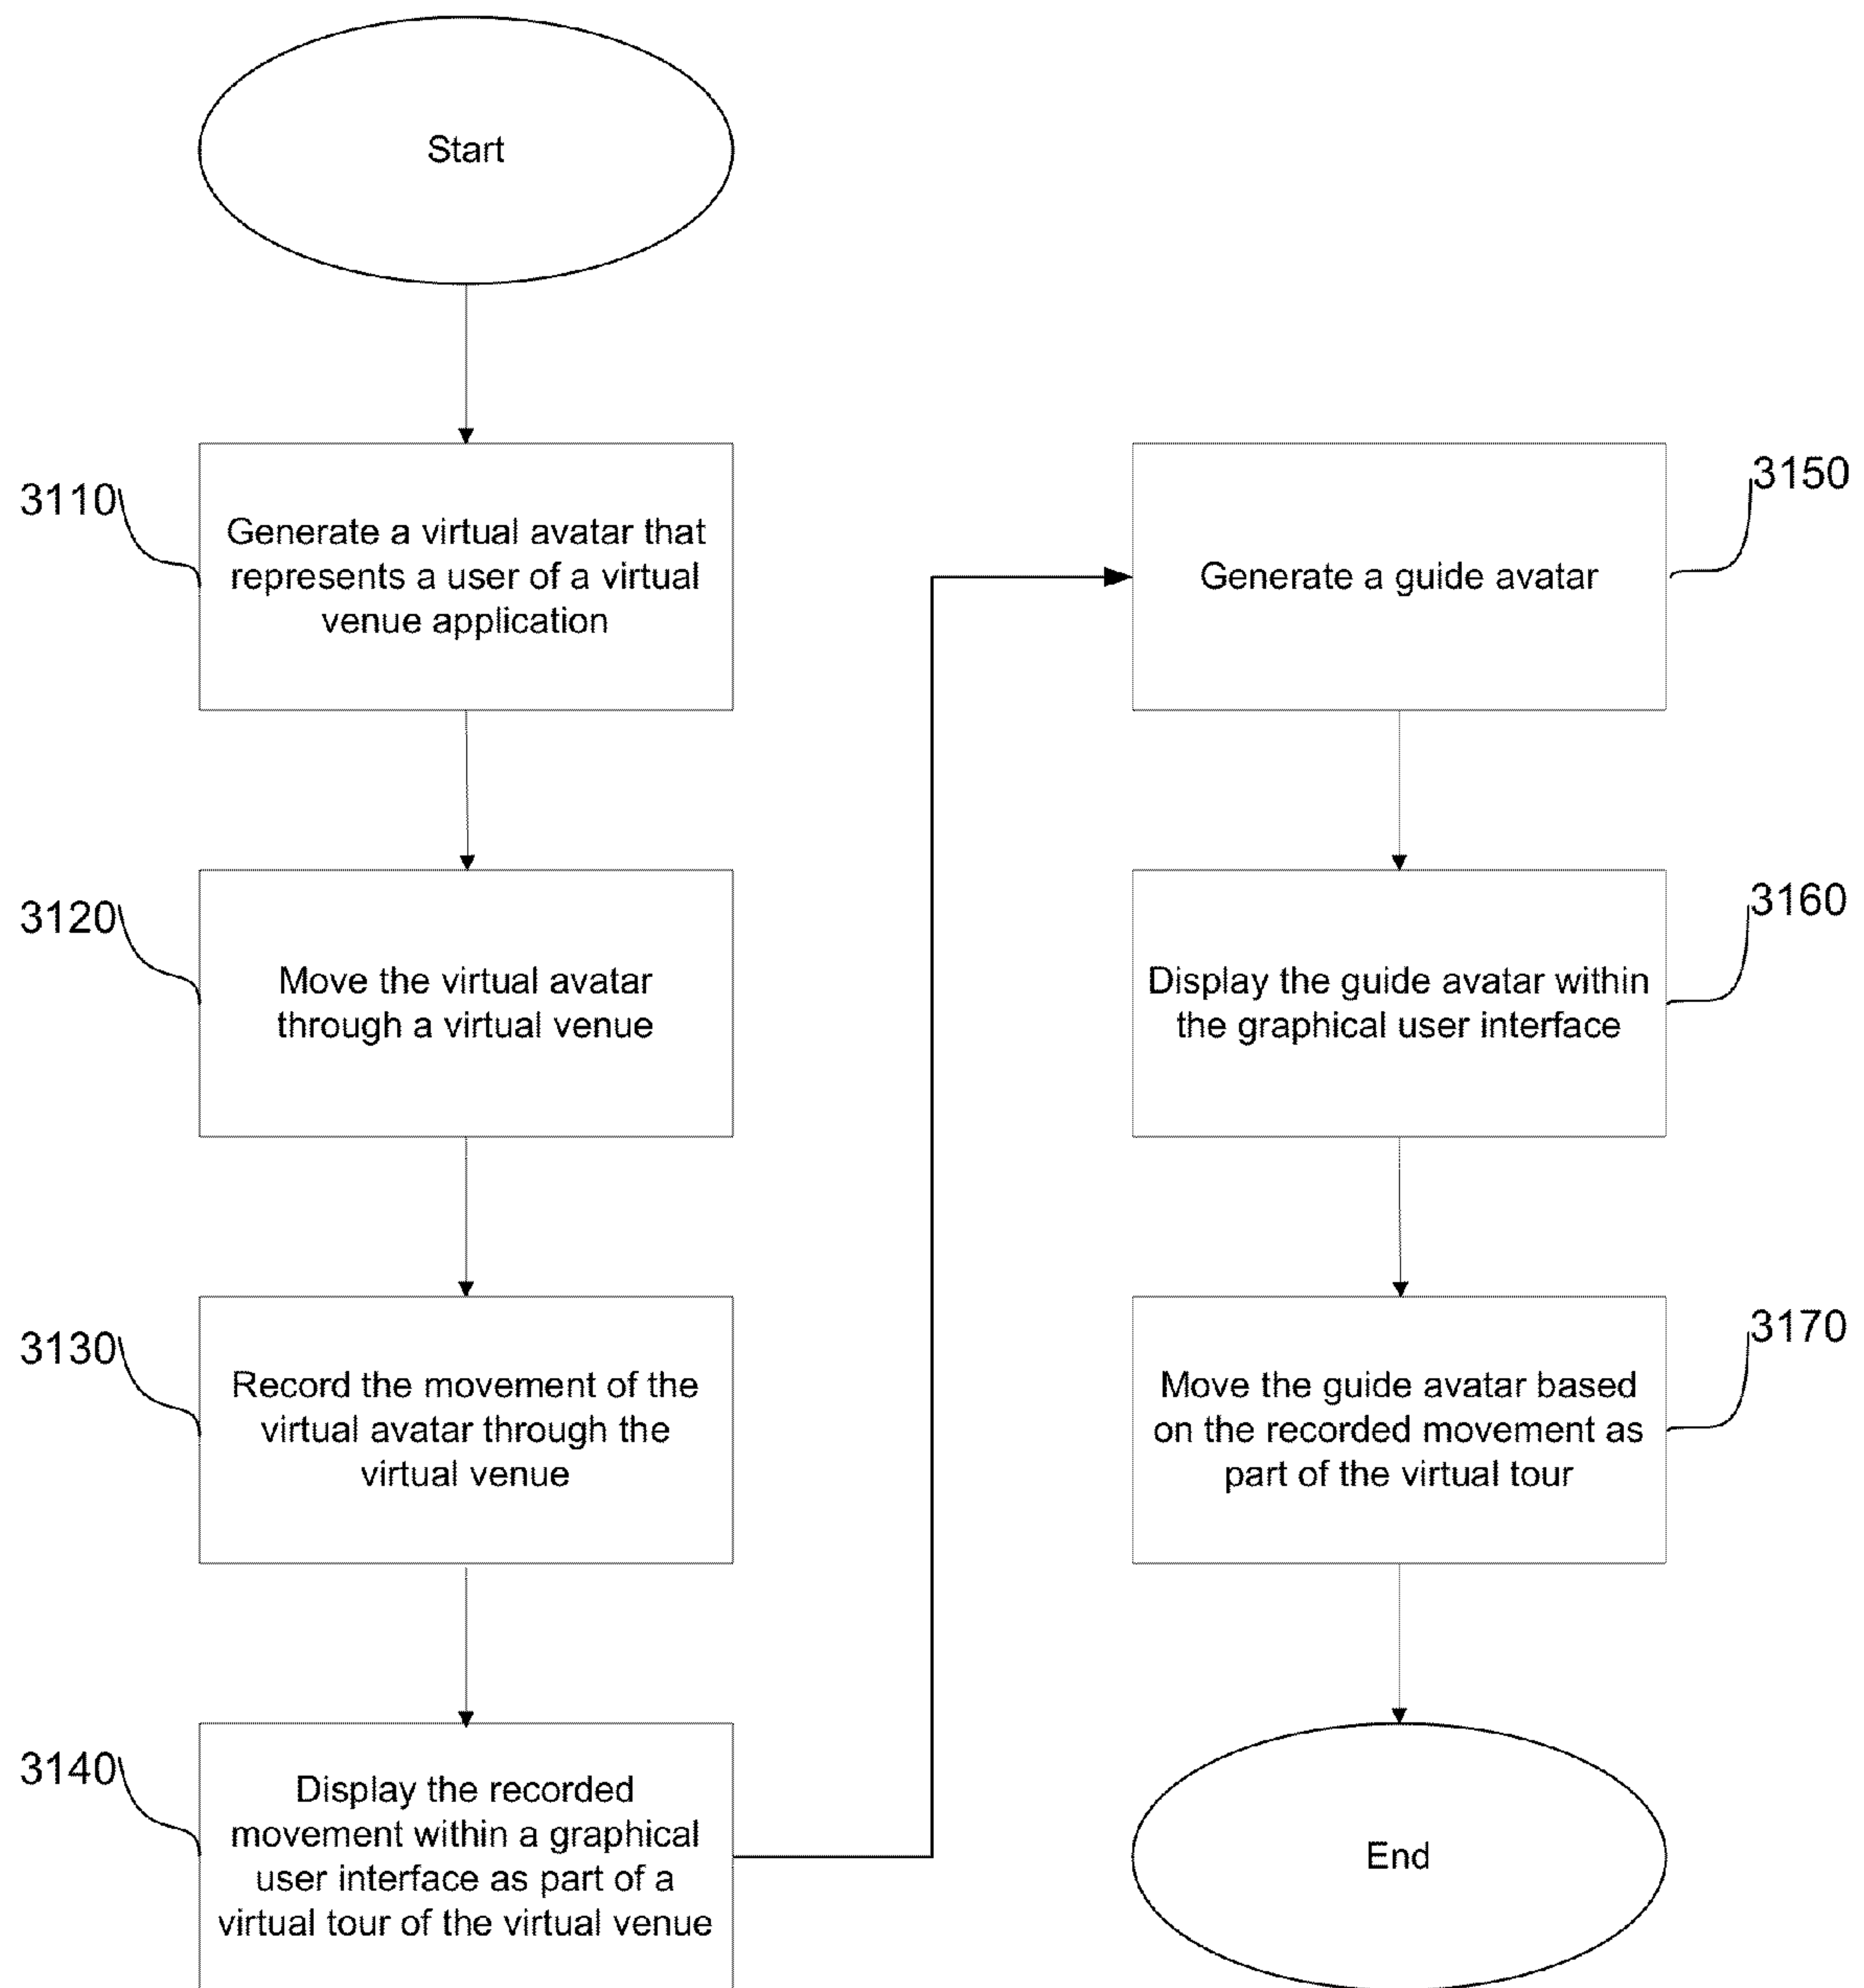 Start
3110
Generate a virtual avatar that
represents a user of a virtual
venue application
3120
Move the virtual avatar
through a virtual venue
3130
Record the movement of the
virtual avatar through the
virtual venue
3140
Display the recorded
movement within a graphical
user interface as part of a
virtual tour of the virtual venue
3150
Generate a guide avatar
3160
Display the guide avatar within
the graphical user interface
3170
Move the guide avatar based
on the recorded movement as
part of the virtual tour
End